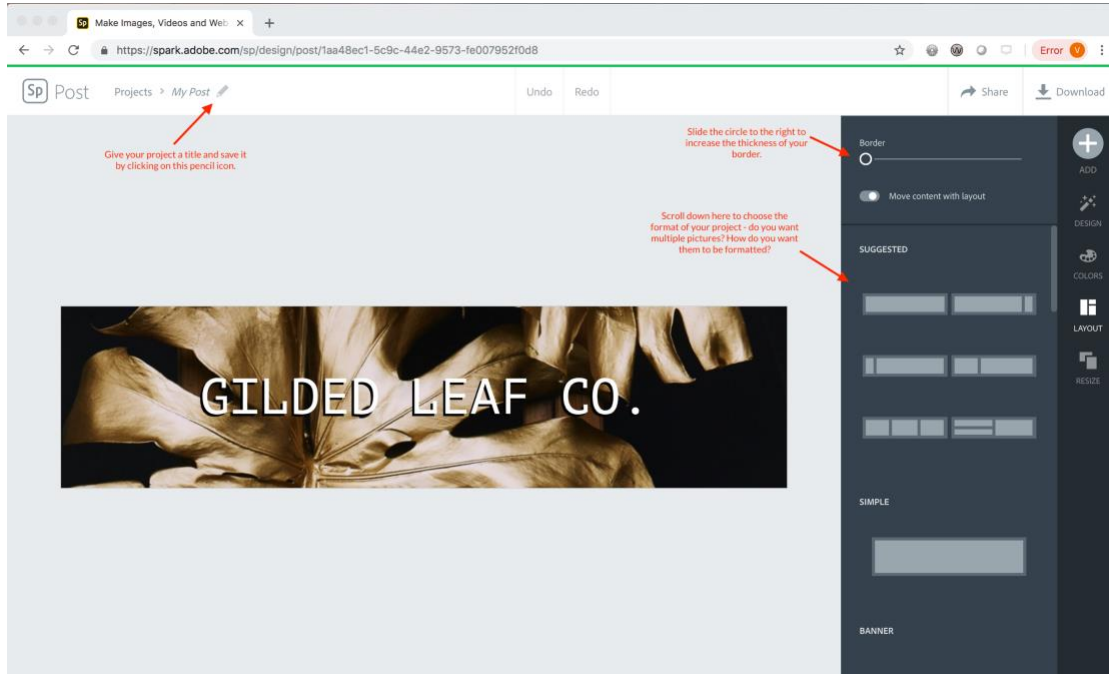 Sp Make Images, Videos and Web
https://spark.adobe.com/sp/design/post/1aa48ec1-5c9c-44e2-9573-fe007952f0d8
Error V
Sp Post Projects > My Post
Undo Redo
Share Download
Give your project a title and save it
by clicking on this pencil icon.
Slide the circle to the right to
increase the thickness of your
border.
Border
Move content with layout
Scroll down here to choose the
format of your project - do you want
multiple pictures? How do you want
them to be formatted?
SUGGESTED
SIMPLE
BANNER
ADD
DESIGN
COLORS
LAYOUT
RESIZE
GILDED LEAF CO.